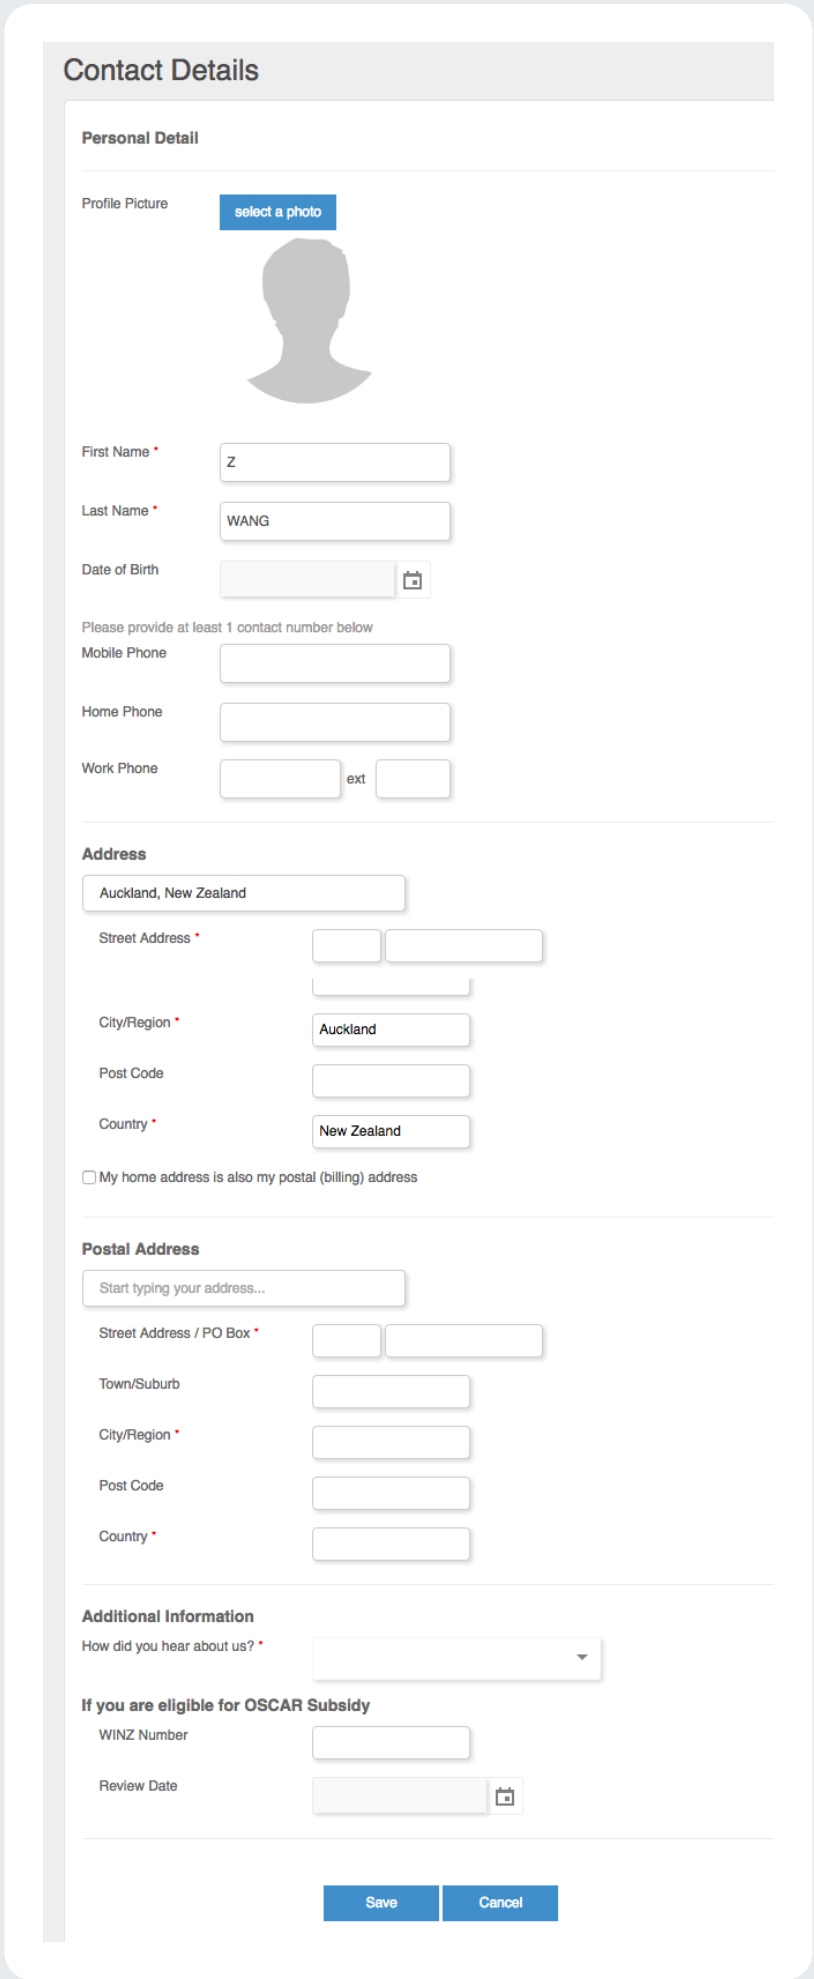 Contact Details
Personal Detail
Profile Picture
select a photo
First Name *
Z
Last Name *
WANG
Date of Birth
Please provide at least 1 contact number below
Mobile Phone
Home Phone
Work Phone
ext
Address
Auckland, New Zealand
Street Address *
City/Region *
Auckland
Post Code
Country *
New Zealand
My home address is also my postal (billing) address
Postal Address
Start typing your address...
Street Address / PO Box *
Town/Suburb
City/Region *
Post Code
Country *
Additional Information
How did you hear about us? *
If you are eligible for OSCAR Subsidy
WINZ Number
Review Date
Save
Cancel